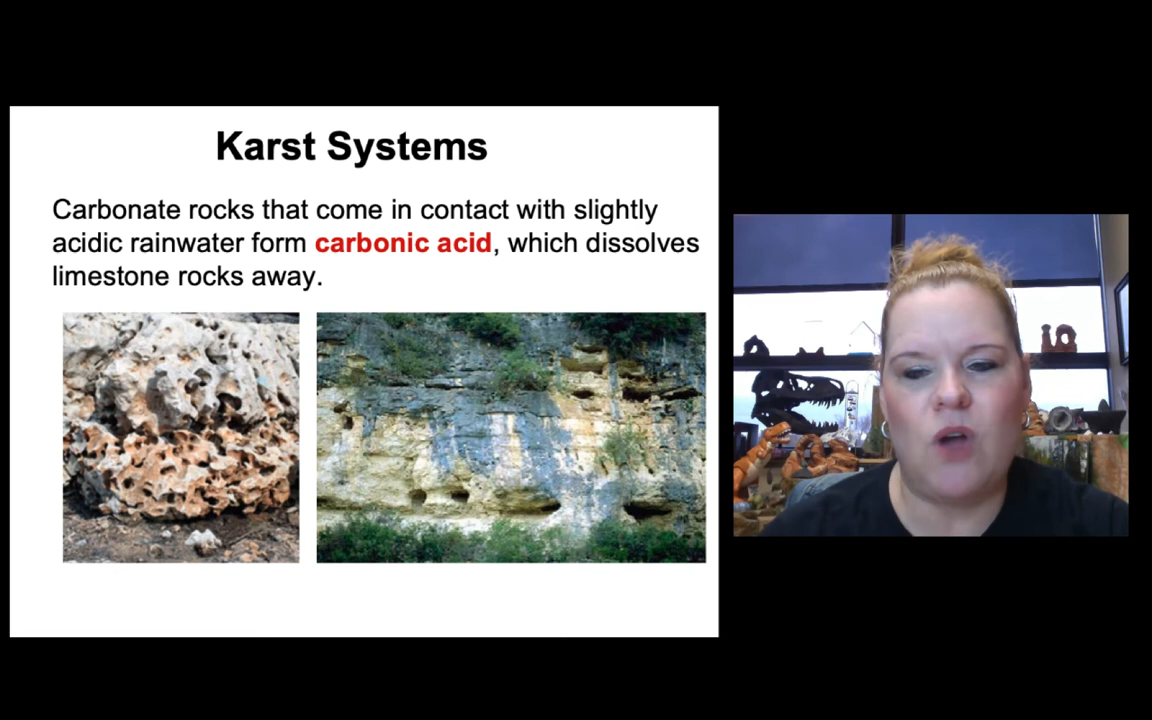 Karst Systems
Carbonate rocks that come in contact with slightly
acidic rainwater form carbonic acid, which dissolves
limestone rocks away.